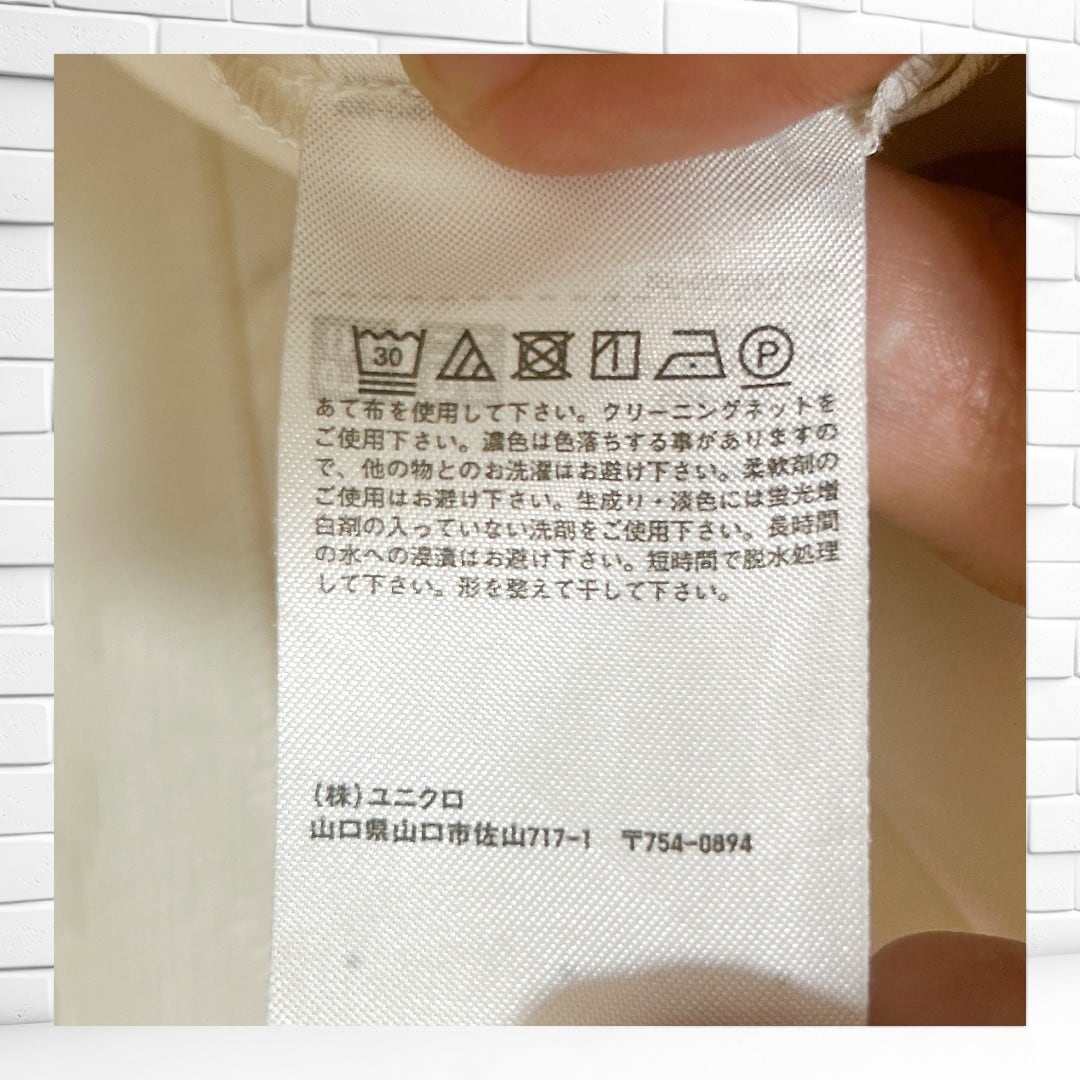 30 P
あて布を使用して下さい。クリーニングネットを
ご使用下さい。濃色は色落ちする事がありますの
で、他の物とのお洗濯はお避け下さい。柔軟剤の
ご使用はお避け下さい。生成り・淡色には蛍光増
白剤の入っていない洗剤をご使用下さい。長時間
の水への浸漬はお避け下さい。短時間で脱水処理
して下さい。形を整えて干して下さい。
(株)ユニクロ
山口県山口市佐山717-1 〒754-0894